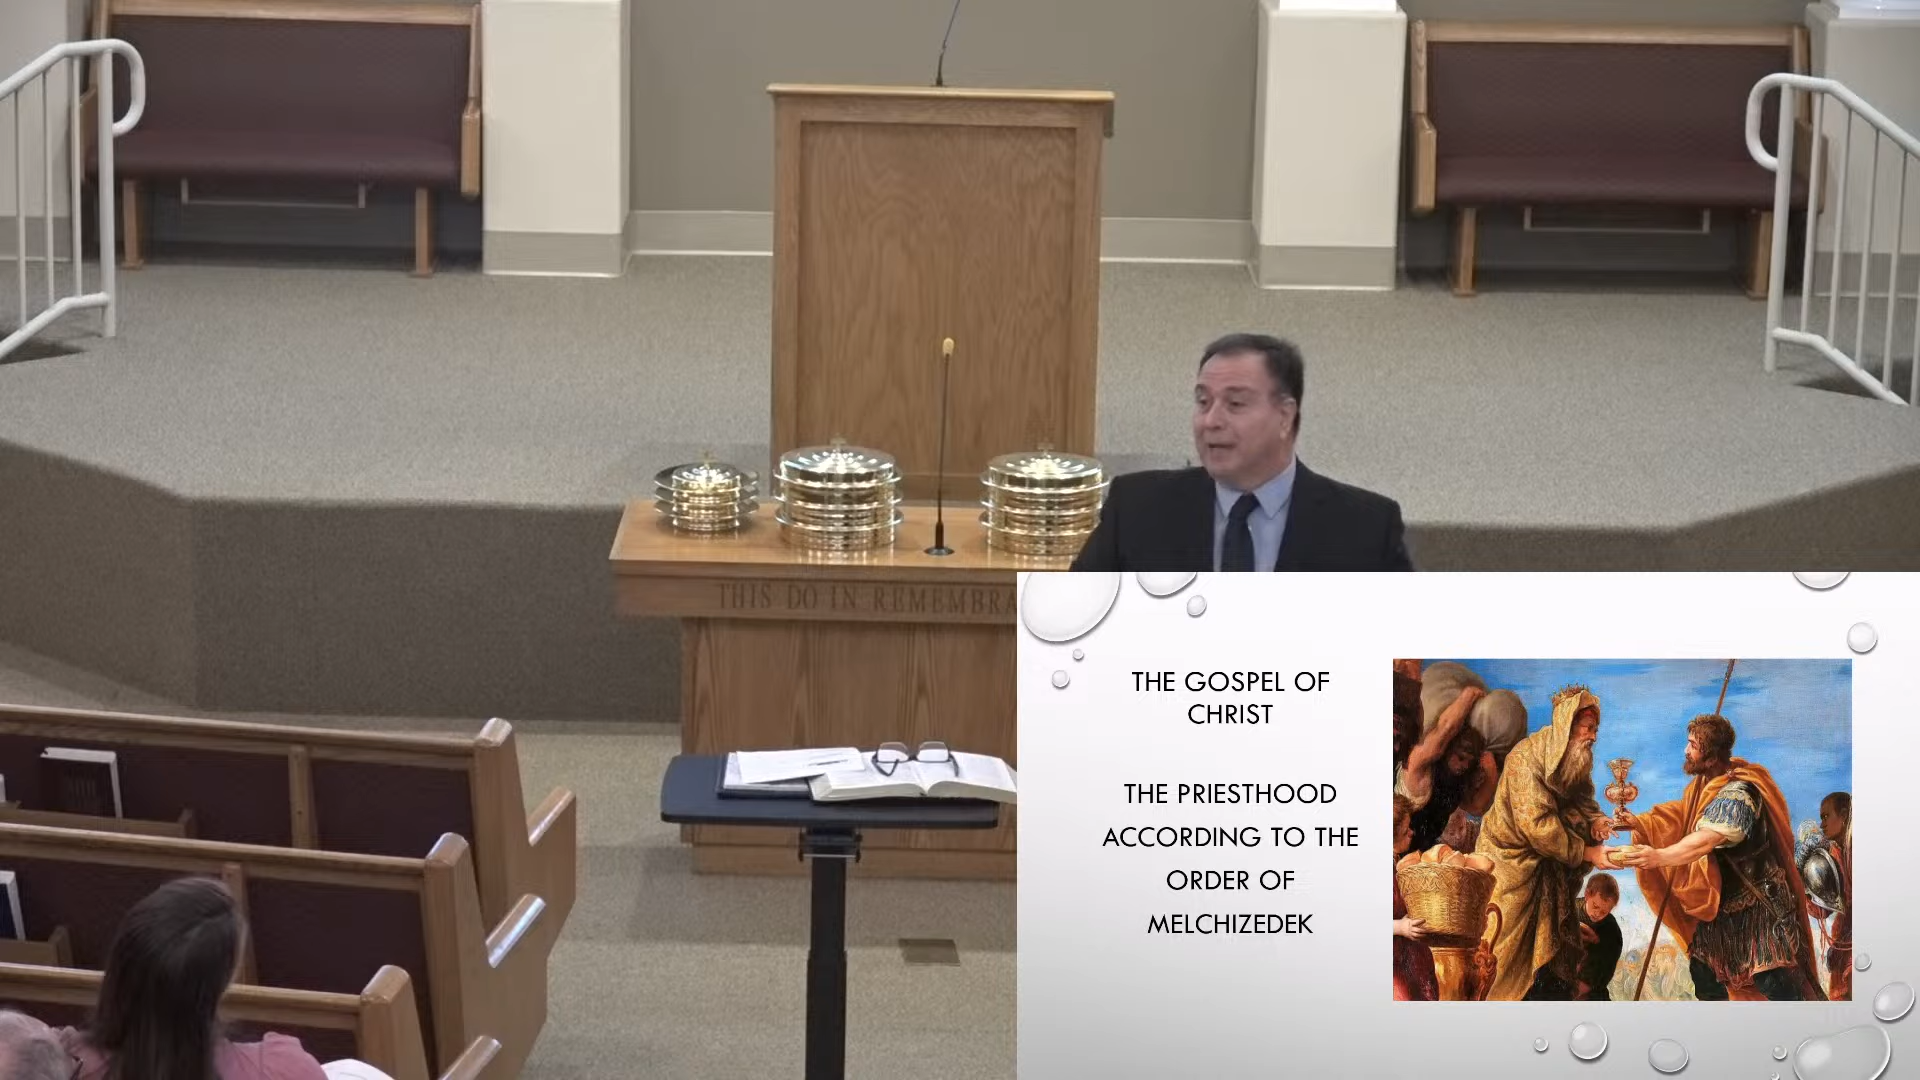 THIS DO IN REMEMBRA
THE GOSPEL OF
CHRIST
THE PRIESTHOOD
ACCORDING TO THE
ORDER OF
MELCHIZEDEK